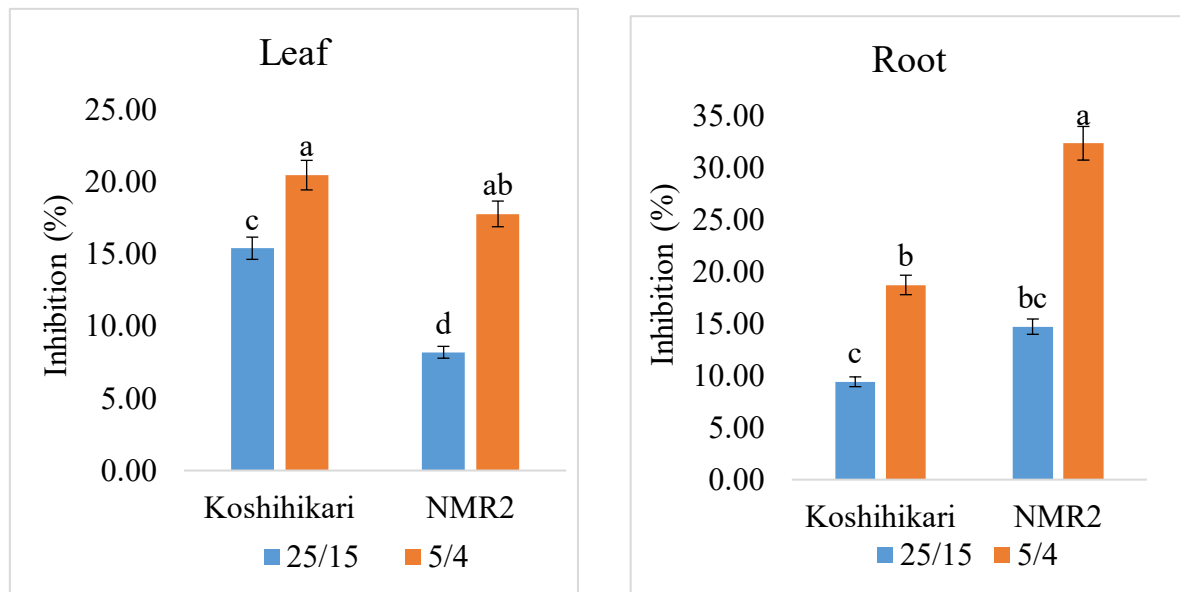 Leaf
Inhibition (%)
25.00
20.00
15.00
10.00
5.00
0.00
a
c
ab
d
Koshihikari NMR2
25/15 5/4
Root
Inhibition (%)
35.00
30.00
25.00
20.00
15.00
10.00
5.00
0.00
a
b
bc
c
Koshihikari NMR2
25/15 5/4